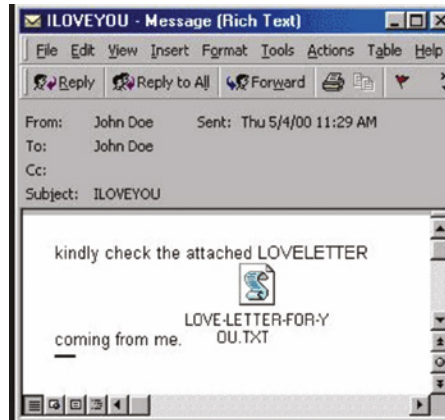 ILOVEYOU - Message (Rich Text)
File Edit View Insert Format Tools Actions Table Help
Reply Reply to All Forward
From: John Doe Sent: Thu 5/4/00 11:29 AM
To: John Doe
Cc:
Subject: ILOVEYOU
kindly check the attached LOVELETTER
LOVE-LETTER-FOR-Y
OU.TXT
coming from me.